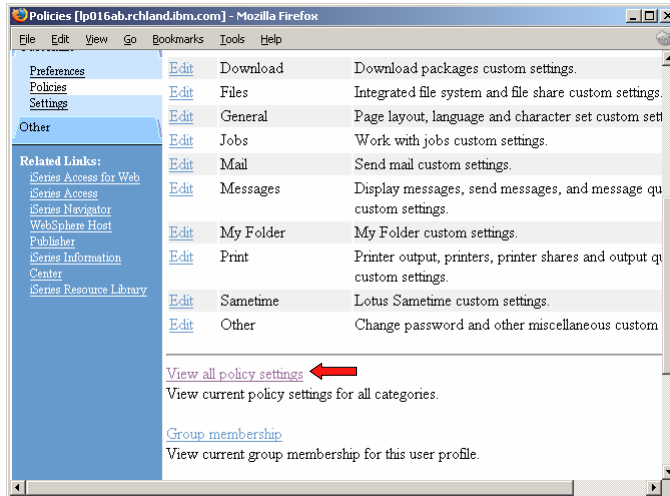 Policies [lp016ab.rchland.ibm.com] - Mozilla Firefox
File Edit View Go Bookmarks Tools Help
Preferences
Policies
Settings
Other
Related Links:
iSeries Access for Web
iSeries Access
iSeries Navigator
WebSphere Host
Publisher
iSeries Information
Center
iSeries Resource Library
Edit Download Download packages custom settings.
Edit Files Integrated file system and file share custom settings.
Edit General Page layout, language and character set custom sett
Edit Jobs Work with jobs custom settings.
Edit Mail Send mail custom settings.
Edit Messages Display messages, send messages, and message qu
custom settings.
Edit My Folder My Folder custom settings.
Edit Print Printer output, printers, printer shares and output q
custom settings.
Edit Sametime Lotus Sametime custom settings.
Edit Other Change password and other miscellaneous custom
View all policy settings
View current policy settings for all categories.
Group membership
View current group membership for this user profile.